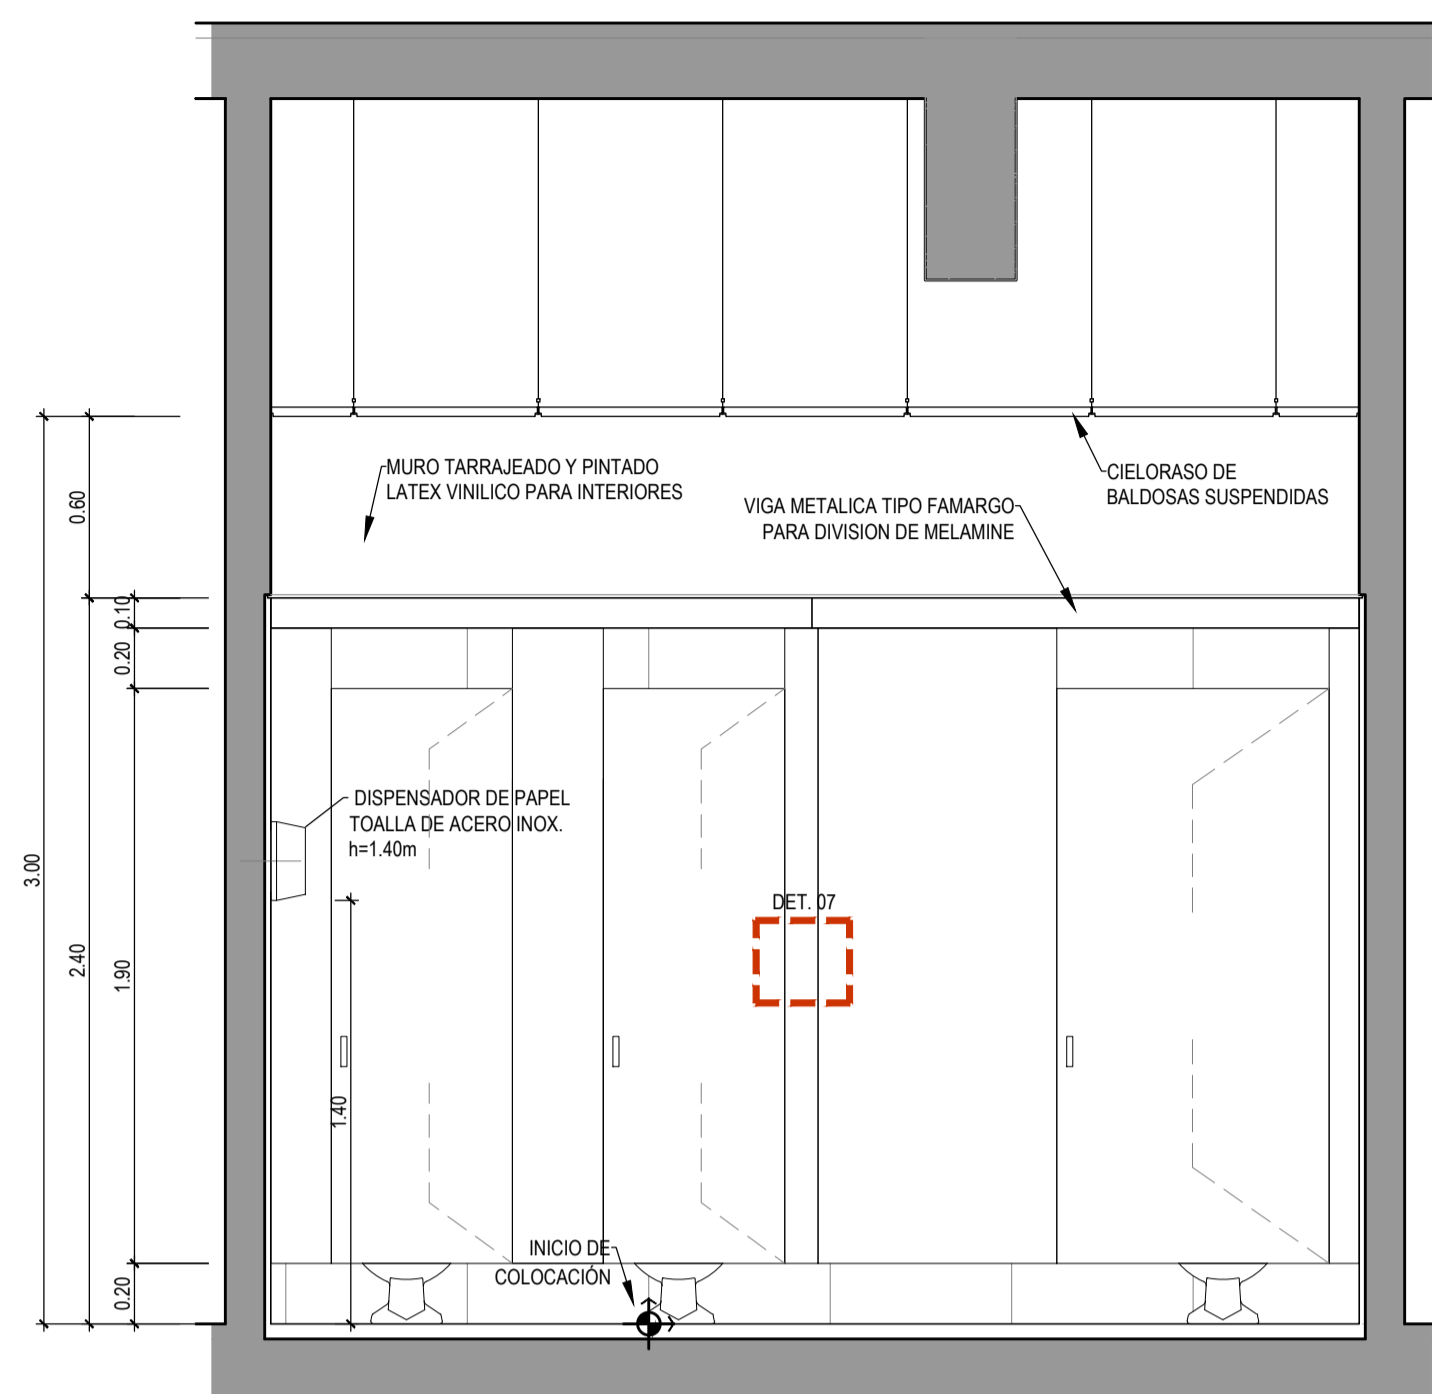 MURO TARRAJEADO Y PINTADO
LATEX VINILICO PARA INTERIORES
CIELORASO DE
BALDOSAS SUSPENDIDAS
VIGA METALICA TIPO FAMARGO
PARA DIVISION DE MELAMINE
0.60
0.10
0.20
DISPENSADOR DE PAPEL
TOALLA DE ACERO INOX.
h=1.40m
3.00
2.40
1.90
DET. 07
1.40
INICIO DE
COLOCACIÓN
0.20